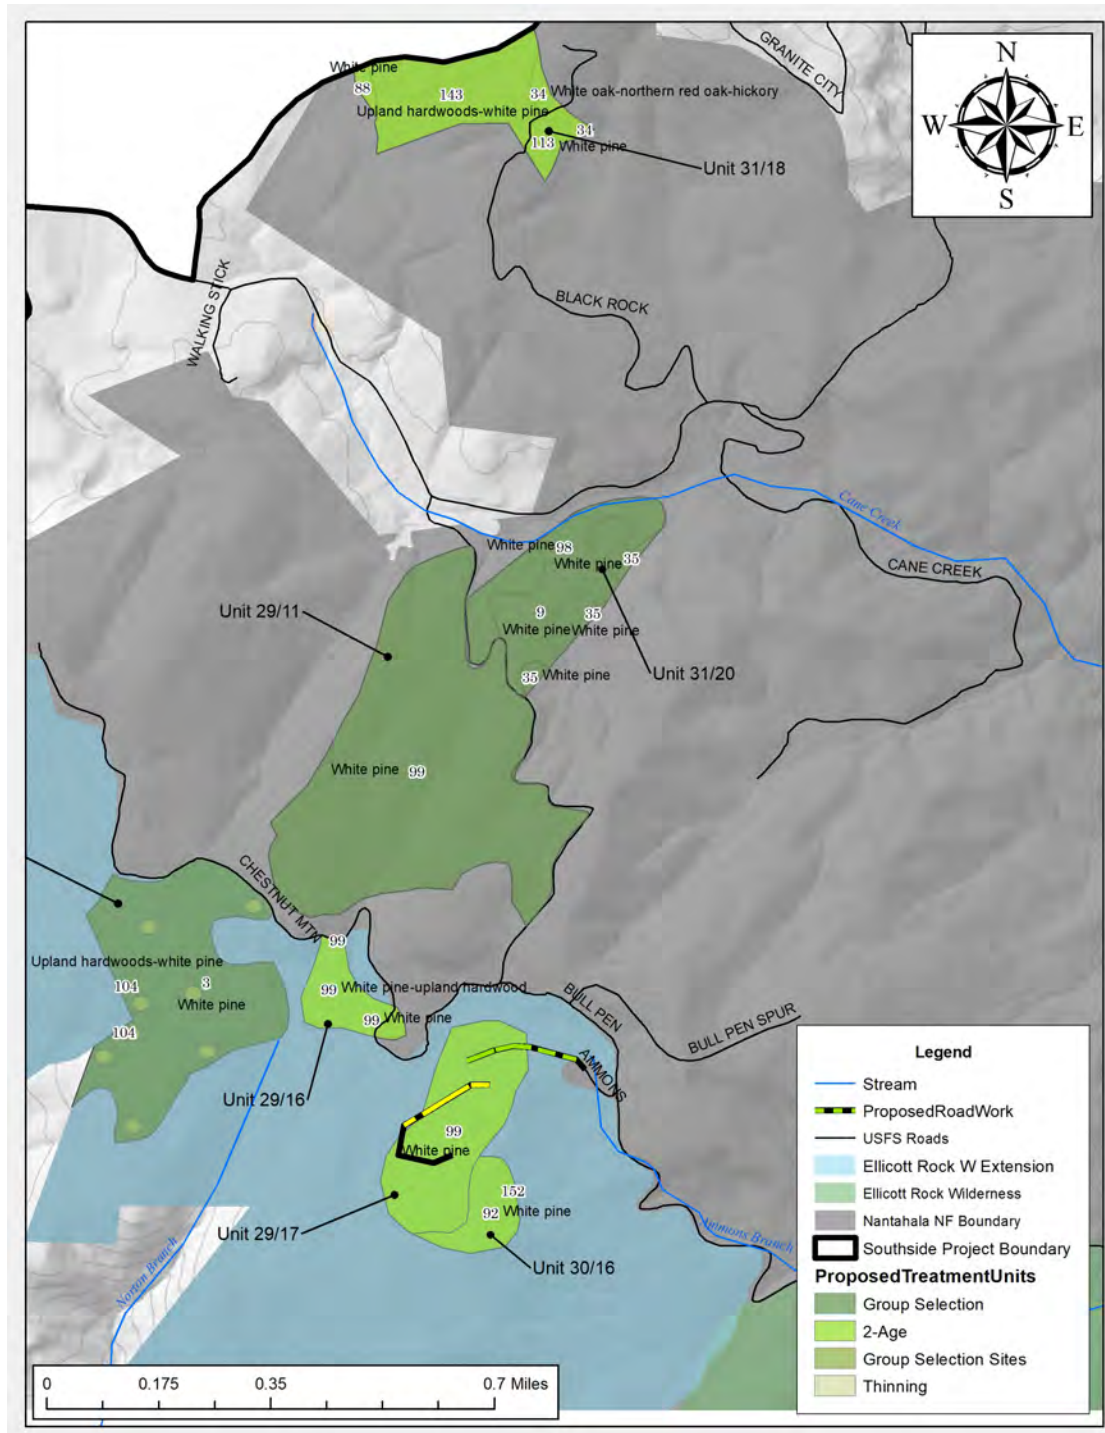 GRANITE CITY
N
W
E
S
White pine
88
143
34
White oak-northern red oak-hickory
Upland hardwoods-white pine
34
113
White pine
Unit 31/18
WALKING STICK
BLACK ROCK
Cane Creek
CANE CREEK
White pine
98
White pine
35
Unit 29/11
9
35
White pine
White pine
35
White pine
Unit 31/20
White pine
99
CHESTNUT MTN
99
Upland hardwoods-white pine
104
3
White pine
104
99
White pine-upland hardwood
99
White pine
BULL PEN
BULL PEN SPUR
AMMONS
Unit 29/16
99
White pine
152
92
White pine
Unit 29/17
Unit 30/16
Norton Branch
Ammons Branch
Legend
Stream
ProposedRoadWork
USFS Roads
Ellicott Rock W Extension
Ellicott Rock Wilderness
Nantahala NF Boundary
Southside Project Boundary
ProposedTreatmentUnits
Group Selection
2-Age
Group Selection Sites
Thinning
0
0.175
0.35
0.7 Miles